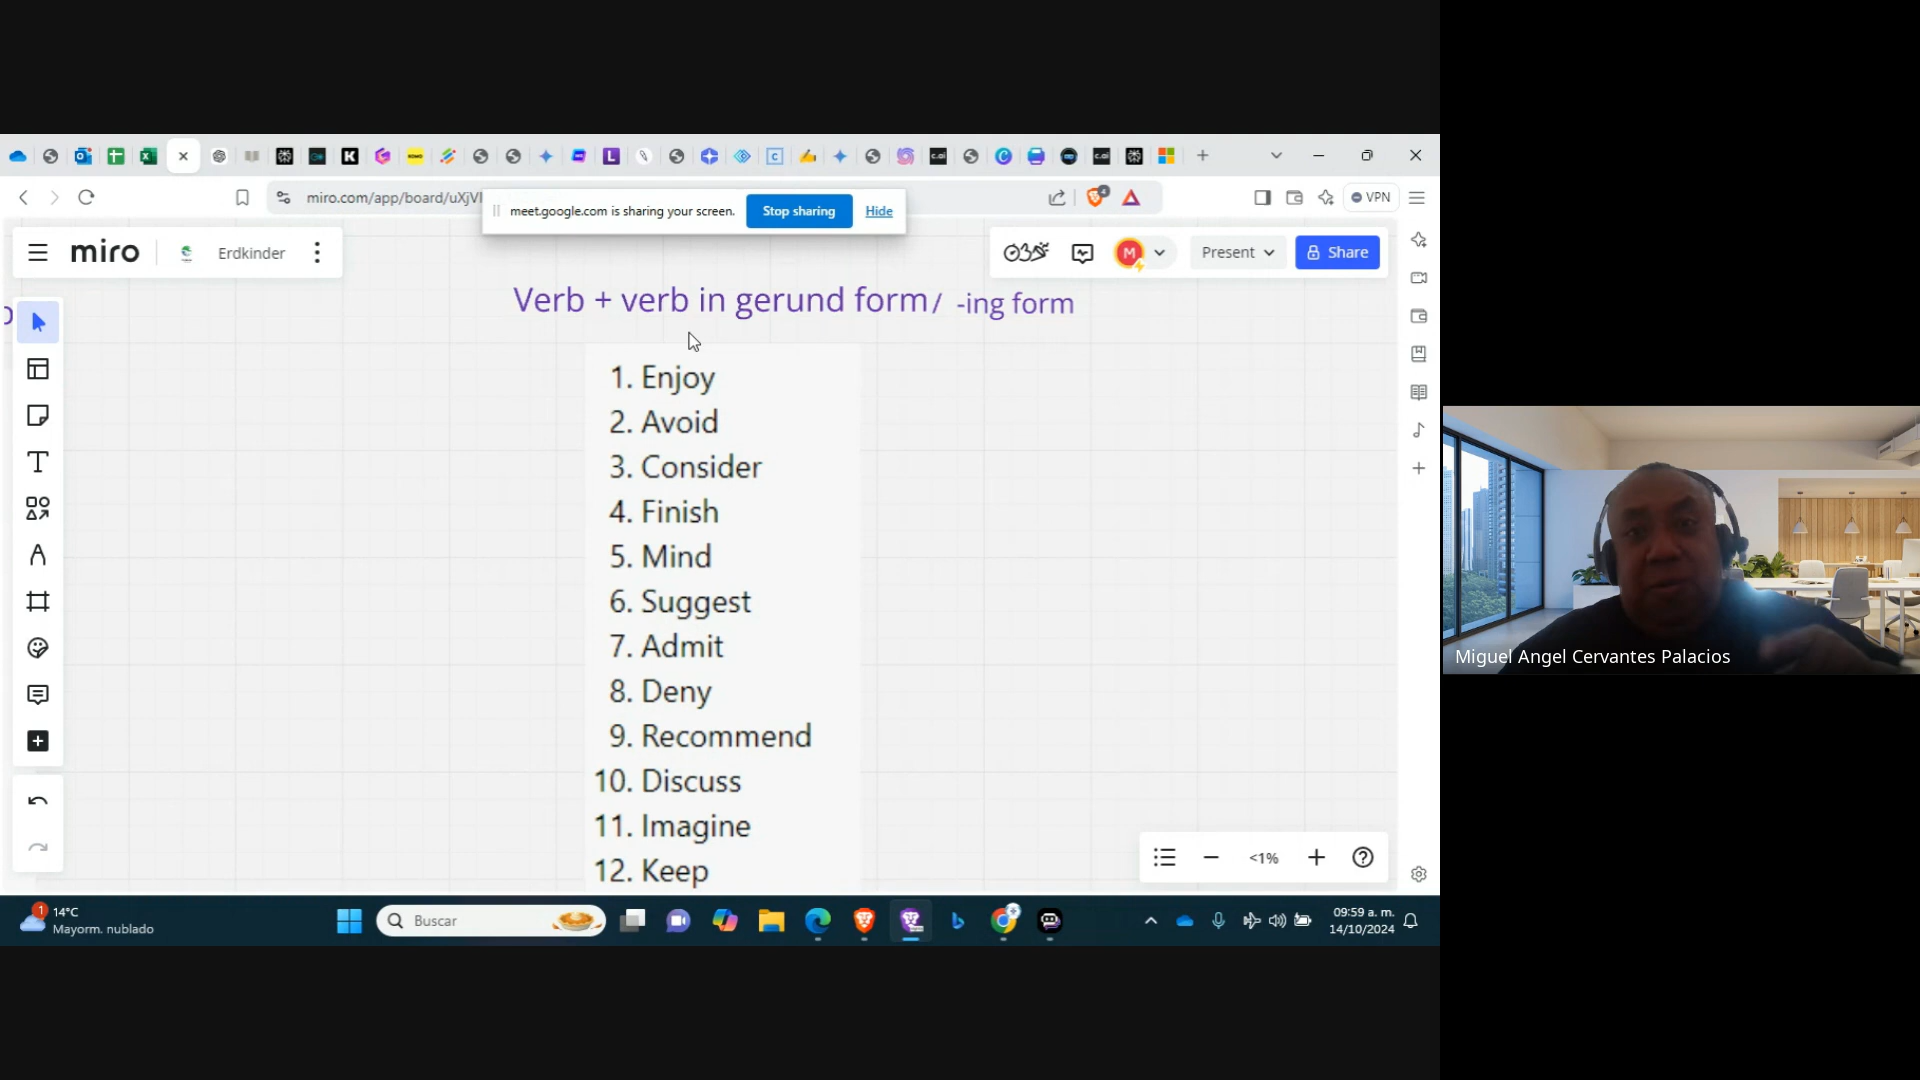 miro.com/app/board/uXjVI
meet.google.com is sharing your screen.
Stop sharing
Hide
VPN
miro
Erdkinder
M
Present
Share
Verb + verb in gerund form/ -ing form
1. Enjoy
2. Avoid
3. Consider
4. Finish
5. Mind
6. Suggest
7. Admit
8. Deny
9. Recommend
10. Discuss
11. Imagine
12. Keep
<1%
Miguel Angel Cervantes Palacios
1
14°C
Mayorm. nublado
Buscar
09:59 a. m.
14/10/2024